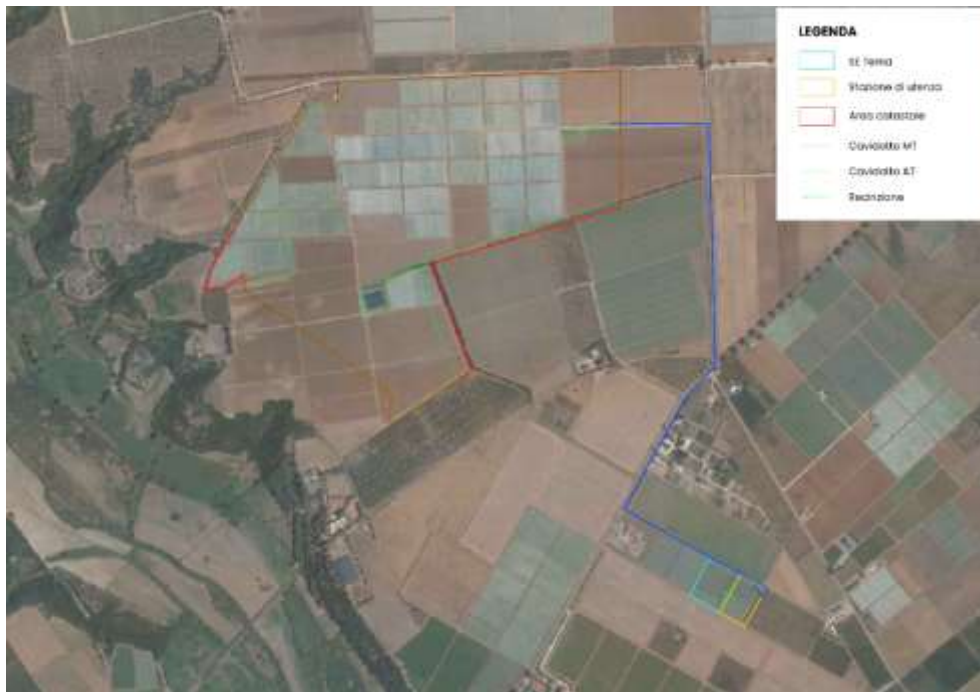 LEGENDA
SE Terna
Stazione di utenza
Area catastale
Cavidotto MT
Cavidotto AT
Recinzione